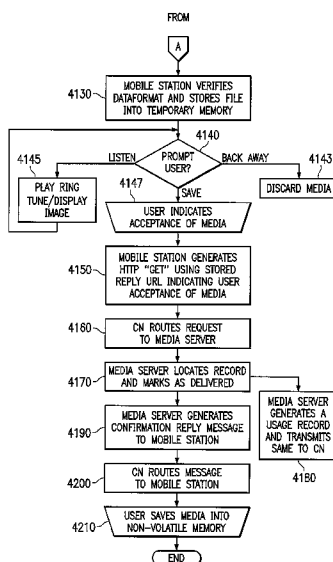 FROM
A
MOBILE STATION VERIFIES
DATAFORMAT AND STORES FILE
INTO TEMPORARY MEMORY
4130
4140
PROMPT
USER?
LISTEN
BACK AWAY
SAVE
4145
PLAY RING
TUNE/DISPLAY
IMAGE
4143
DISCARD MEDIA
4147
USER INDICATES
ACCEPTANCE OF MEDIA
4150
MOBILE STATION GENERATES
HTTP "GET" USING STORED
REPLY URL INDICATING USER
ACCEPTANCE OF MEDIA
4160
CN ROUTES REQUEST
TO MEDIA SERVER
4170
MEDIA SERVER LOCATES RECORD
AND MARKS AS DELIVERED
MEDIA SERVER
GENERATES A
USAGE RECORD
AND TRANSMITS
SAME TO CN
4180
4190
MEDIA SERVER GENERATES
CONFIRMATION REPLY MESSAGE
TO MOBILE STATION
4200
CN ROUTES MESSAGE
TO MOBILE STATION
4210
USER SAVES MEDIA INTO
NON-VOLATILE MEMORY
END